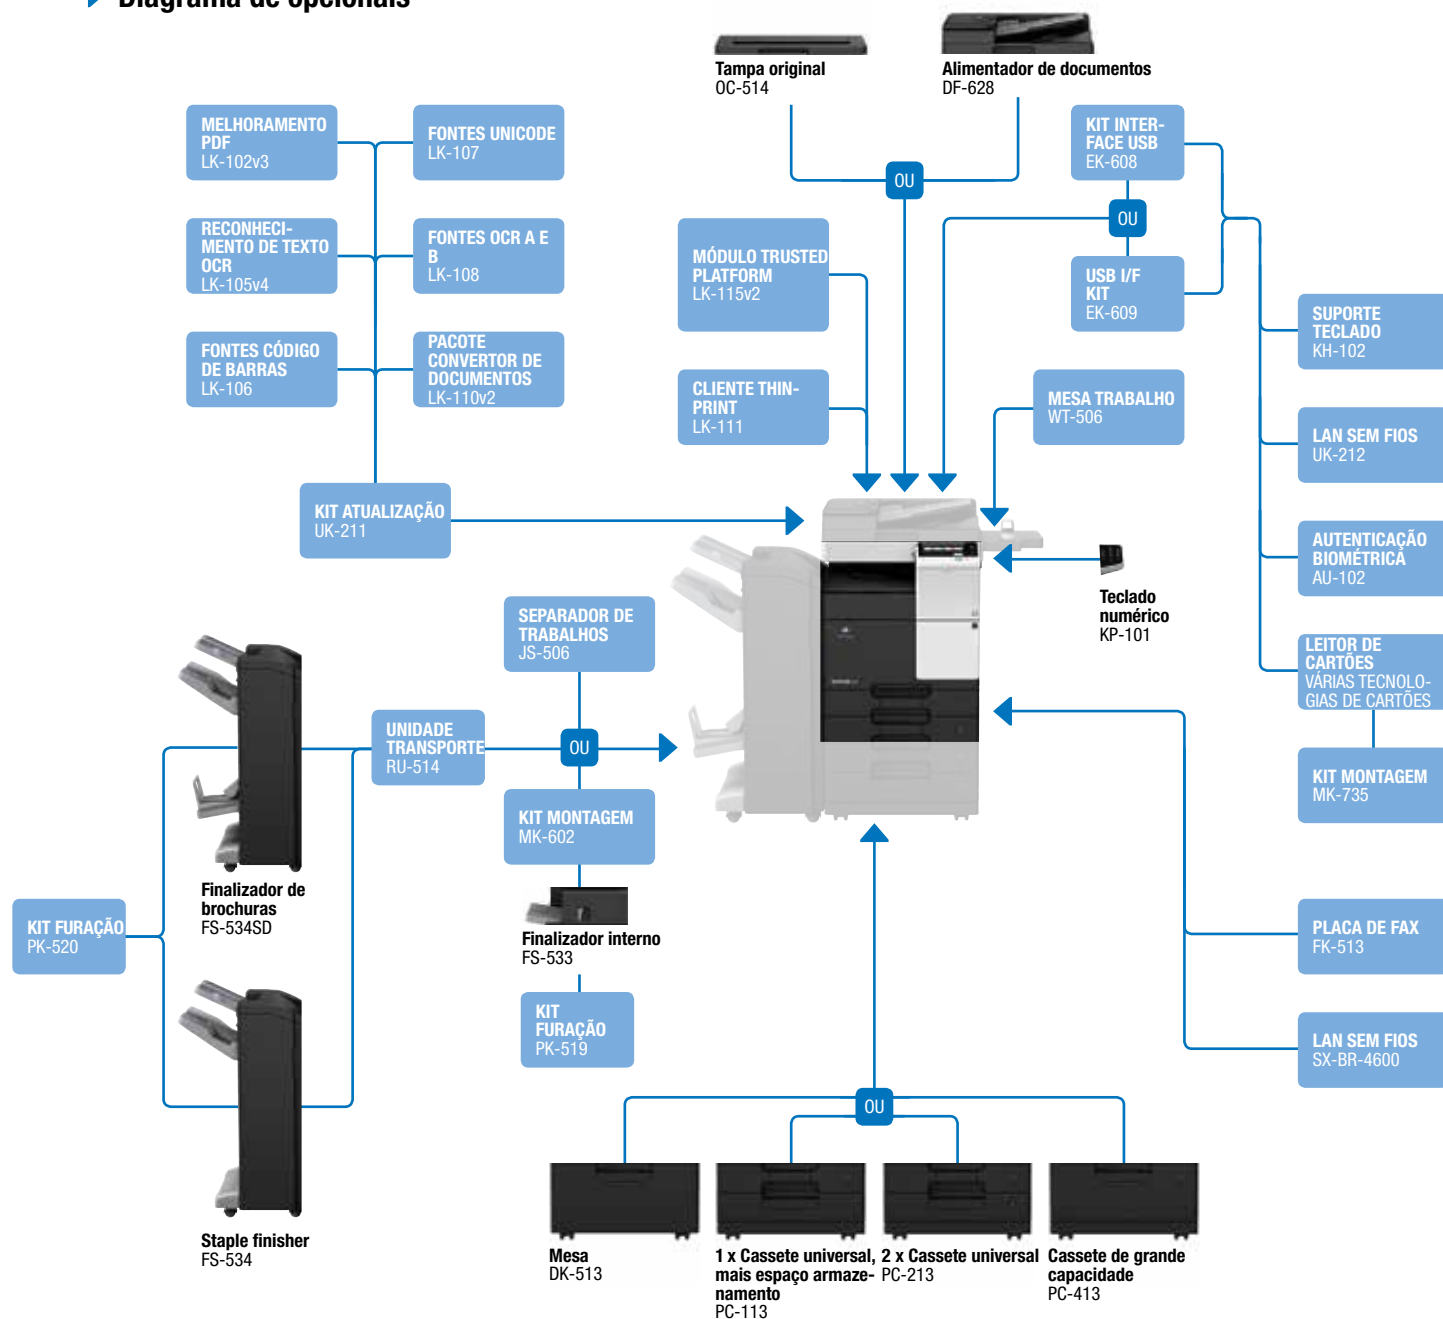 Diagrama de opcionais
Tampa original
OC-514
Alimentador de documentos
DF-628
MELHORAMENTO
PDF
LK-102v3
FONTES UNICODE
LK-107
KIT INTER-
FACE USB
EK-608
OU
OU
RECONHECI-
MENTO DE TEXTO
OCR
LK-105v4
FONTES OCR A E
B
LK-108
MÓDULO TRUSTED
PLATFORM
LK-115v2
USB I/F
KIT
EK-609
SUPORTE
TECLADO
KH-102
FONTES CÓDIGO
DE BARRAS
LK-106
PACOTE
CONVERTOR DE
DOCUMENTOS
LK-110v2
CLIENTE THIN-
PRINT
LK-111
MESA TRABALHO
WT-506
LAN SEM FIOS
UK-212
KIT ATUALIZAÇÃO
UK-211
AUTENTICAÇÃO
BIOMÉTRICA
AU-102
Teclado
numérico
KP-101
SEPARADOR DE
TRABALHOS
JS-506
LEITOR DE
CARTÕES
VÁRIAS TECNOLO-
GIAS DE CARTÕES
UNIDADE
TRANSPORTE
RU-514
OU
KIT MONTAGEM
MK-735
KIT MONTAGEM
MK-602
Finalizador de
brochuras
FS-534SD
KIT FURAÇÃO
PK-520
Finalizador interno
FS-533
PLACA DE FAX
FK-513
KIT
FURAÇÃO
PK-519
LAN SEM FIOS
SX-BR-4600
OU
Staple finisher
FS-534
Mesa
DK-513
1 x Cassete universal,
mais espaço armaze-
namento
PC-113
2 x Cassete universal
PC-213
Cassete de grande
capacidade
PC-413